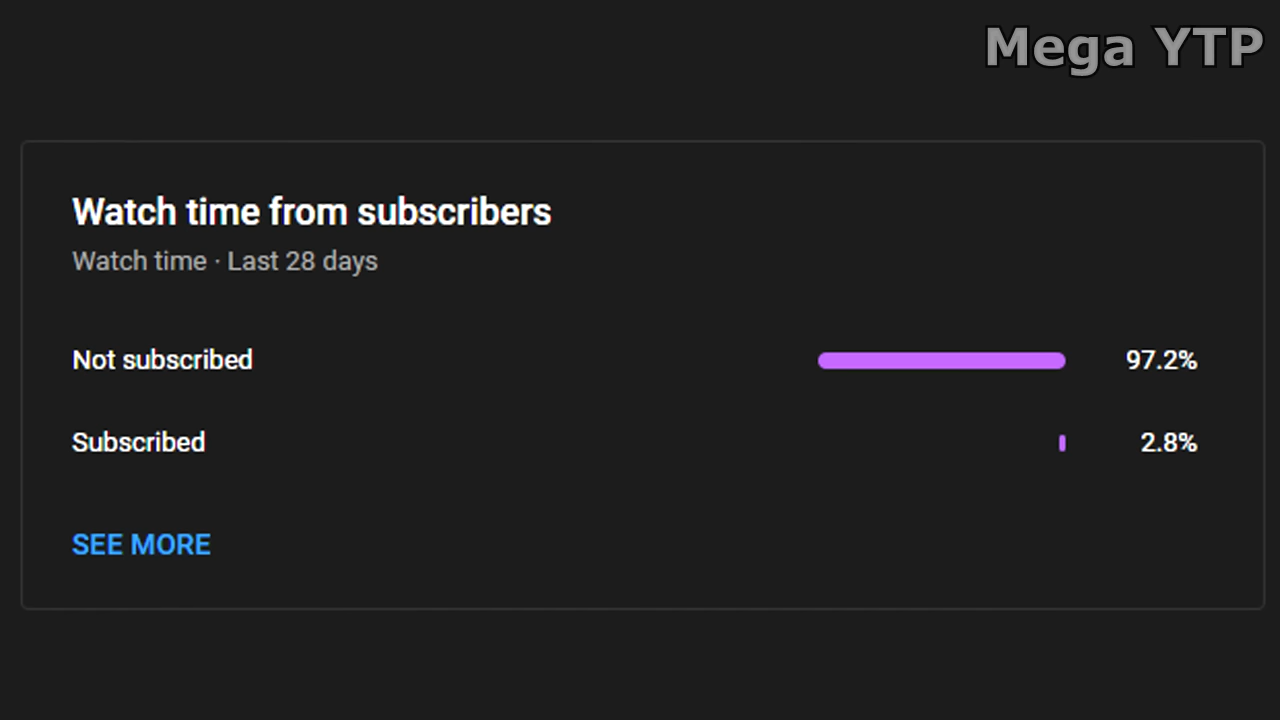 Mega YTP
Watch time from subscribers
Watch time · Last 28 days
Not subscribed 97.2%
Subscribed 2.8%
SEE MORE